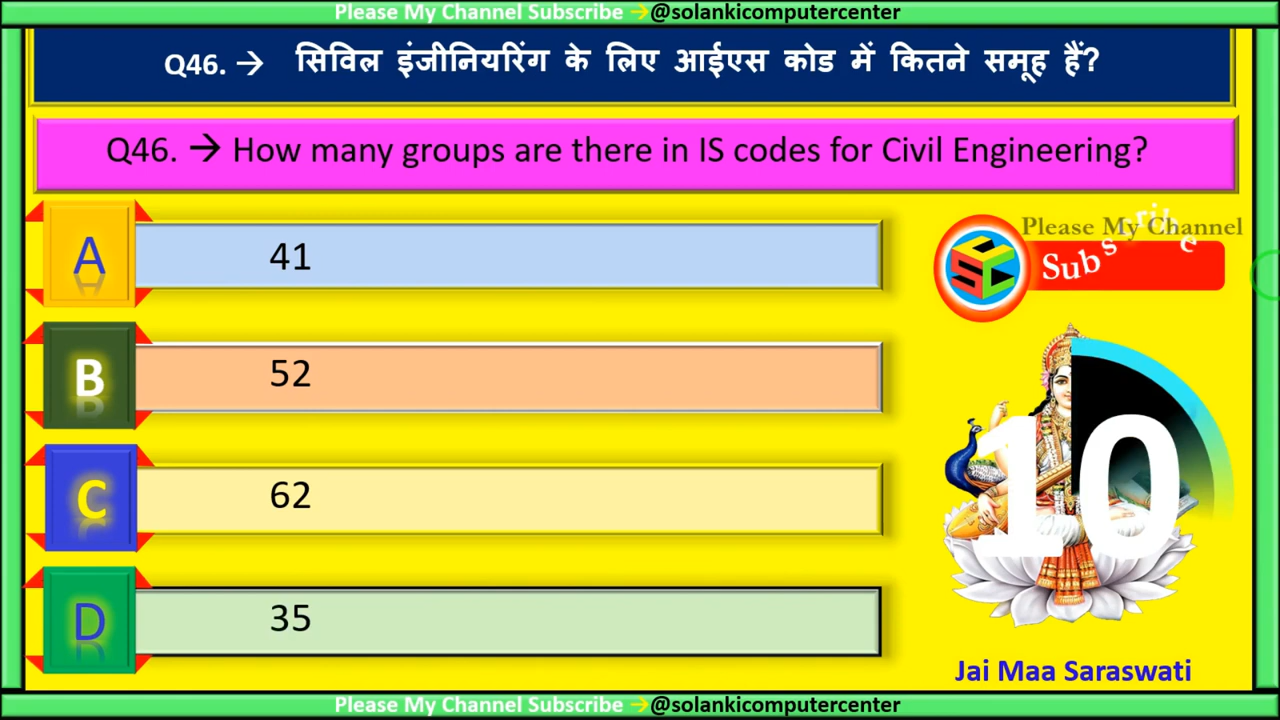 Please My Channel Subscribe →@solankicomputercenter
Q46. → सिविल इंजीनियरिंग के लिए आईएस कोड में कितने समूह हैं?
Q46. → How many groups are there in IS codes for Civil Engineering?
A 41
B 52
C 62
D 35
Please My Channel
Subscribe
SCC
10
Jai Maa Saraswati
Please My Channel Subscribe →@solankicomputercenter